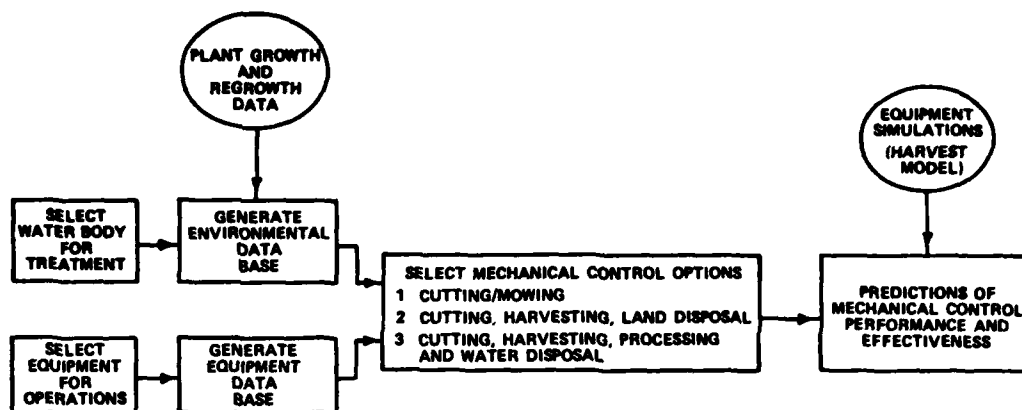 PLANT GROWTH
AND
REGROWTH
DATA
EQUIPMENT
SIMULATIONS
(HARVEST
MODEL)
SELECT
WATER BODY
FOR
TREATMENT
GENERATE
ENVIRONMENTAL
DATA
BASE
SELECT MECHANICAL CONTROL OPTIONS
1 CUTTING/MOWING
2 CUTTING, HARVESTING, LAND DISPOSAL
3 CUTTING, HARVESTING, PROCESSING
AND WATER DISPOSAL
PREDICTIONS OF
MECHANICAL CONTROL
PERFORMANCE AND
EFFECTIVENESS
SELECT
EQUIPMENT
FOR
OPERATIONS
GENERATE
EQUIPMENT
DATA
BASE